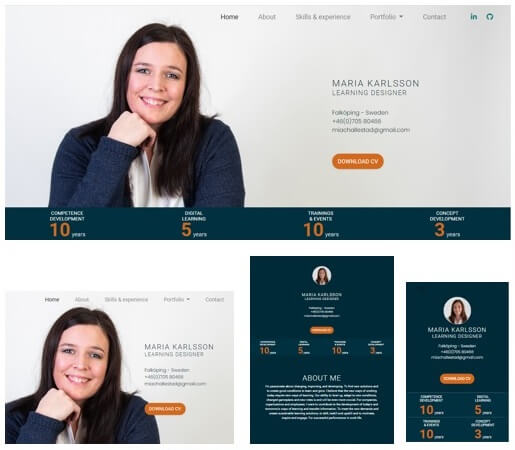 Home About Skills & experience Portfolio Contact
MARIA KARLSSON
LEARNING DESIGNER
Falköping - Sweden
+46(0)705 80466
miachallestad@gmail.com
DOWNLOAD CV
COMPETENCE DEVELOPMENT
10 years
DIGITAL LEARNING
5 years
TRAININGS & EVENTS
10 years
CONCEPT DEVELOPMENT
3 years
Home About Skills & experience Portfolio Contact
MARIA KARLSSON
LEARNING DESIGNER
Falköping - Sweden
+46(0)705 80466
miachallestad@gmail.com
DOWNLOAD CV
MARIA KARLSSON
LEARNING DESIGNER
Falköping - Sweden
+46(0)705 80466
miachallestad@gmail.com
DOWNLOAD CV
COMPETENCE DEVELOPMENT
10 years
DIGITAL LEARNING
5 years
TRAININGS & EVENTS
10 years
CONCEPT DEVELOPMENT
3 years
ABOUT ME
MARIA KARLSSON
LEARNING DESIGNER
Falköping - Sweden
+46(0)705 80466
miachallestad@gmail.com
DOWNLOAD CV
COMPETENCE DEVELOPMENT
10 years
DIGITAL LEARNING
5 years
TRAININGS & EVENTS
10 years
CONCEPT DEVELOPMENT
3 years